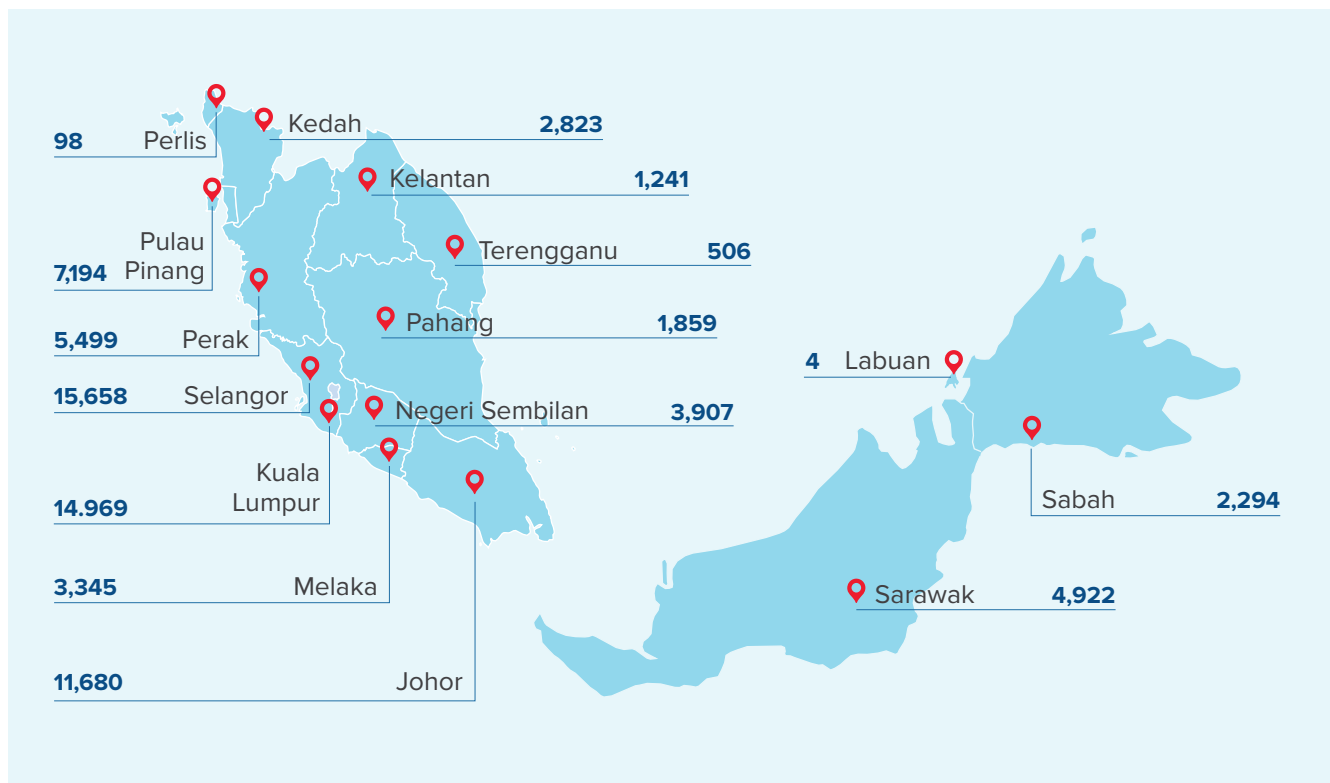 98 Perlis
Kedah 2,823
Kelantan 1,241
Pulau
Pinang
7,194
Terengganu 506
5,499 Perak
Pahang 1,859
4 Labuan
15,658 Selangor
Negeri Sembilan 3,907
Kuala
Lumpur
14.969
Sabah 2,294
3,345 Melaka
Sarawak 4,922
11,680 Johor